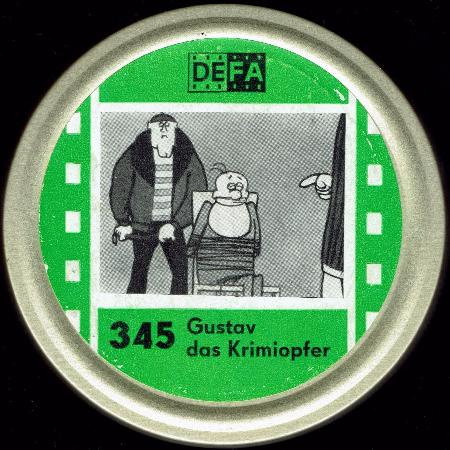 DEFA
345 Gustav
das Krimiopfer